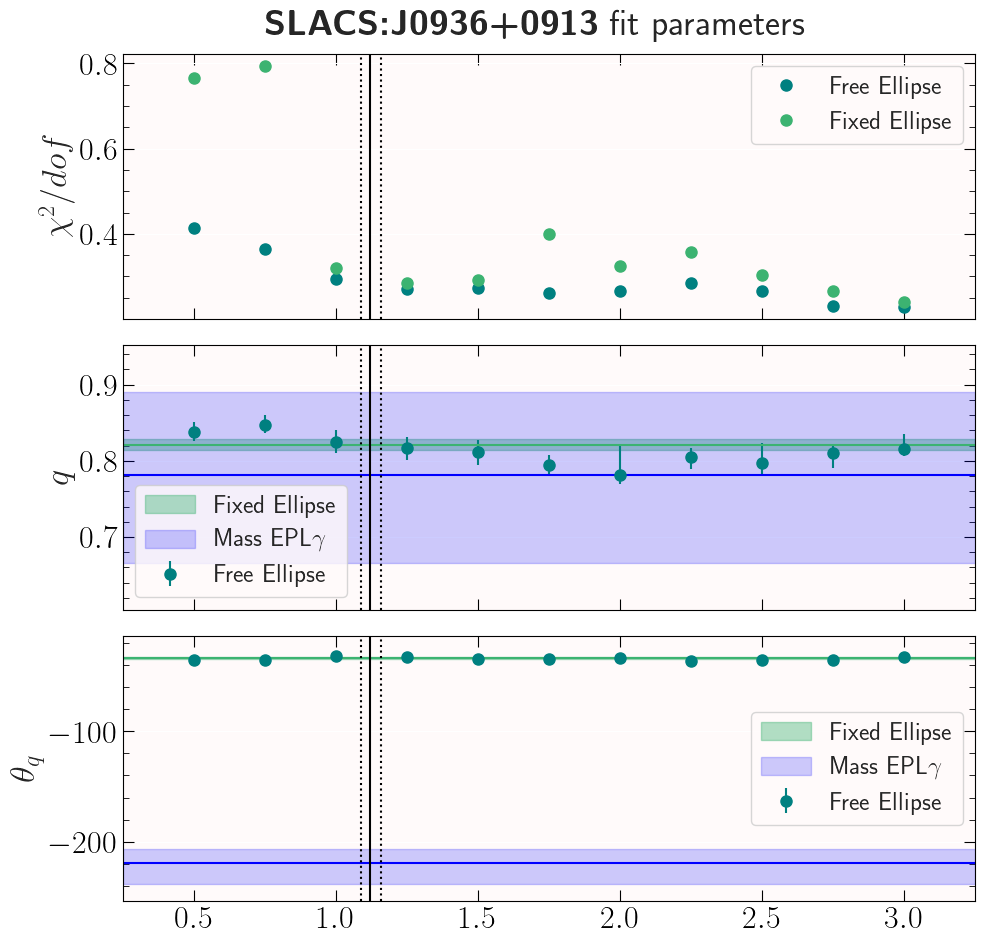 SLACS:J0936+0913 fit parameters
0.8
0.6
0.4
χ²/dof
Free Ellipse
Fixed Ellipse
0.9
0.8
0.7
q
Fixed Ellipse
Mass EPLγ
Free Ellipse
−100
−200
θ_q
Fixed Ellipse
Mass EPLγ
Free Ellipse
0.5 1.0 1.5 2.0 2.5 3.0